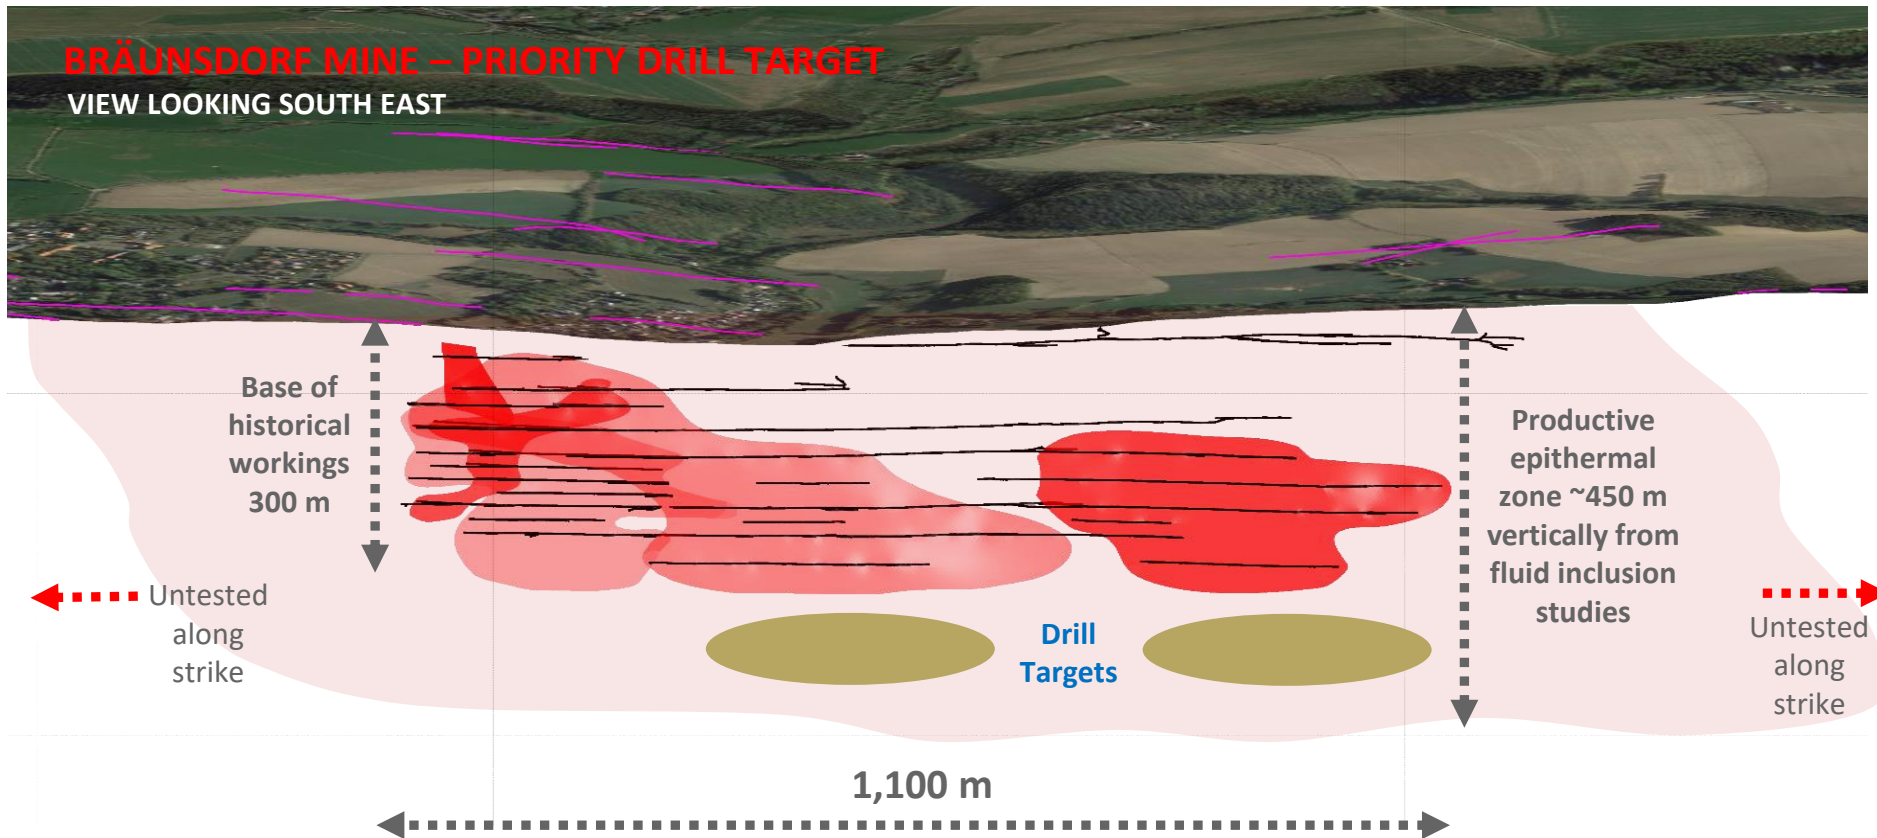 BRÄUNSDORF MINE – PRIORITY DRILL TARGET
VIEW LOOKING SOUTH EAST
Base of
historical
workings
300 m
Productive
epithermal
zone ~450 m
vertically from
fluid inclusion
studies
Untested
along
strike
Drill
Targets
Untested
along
strike
1,100 m